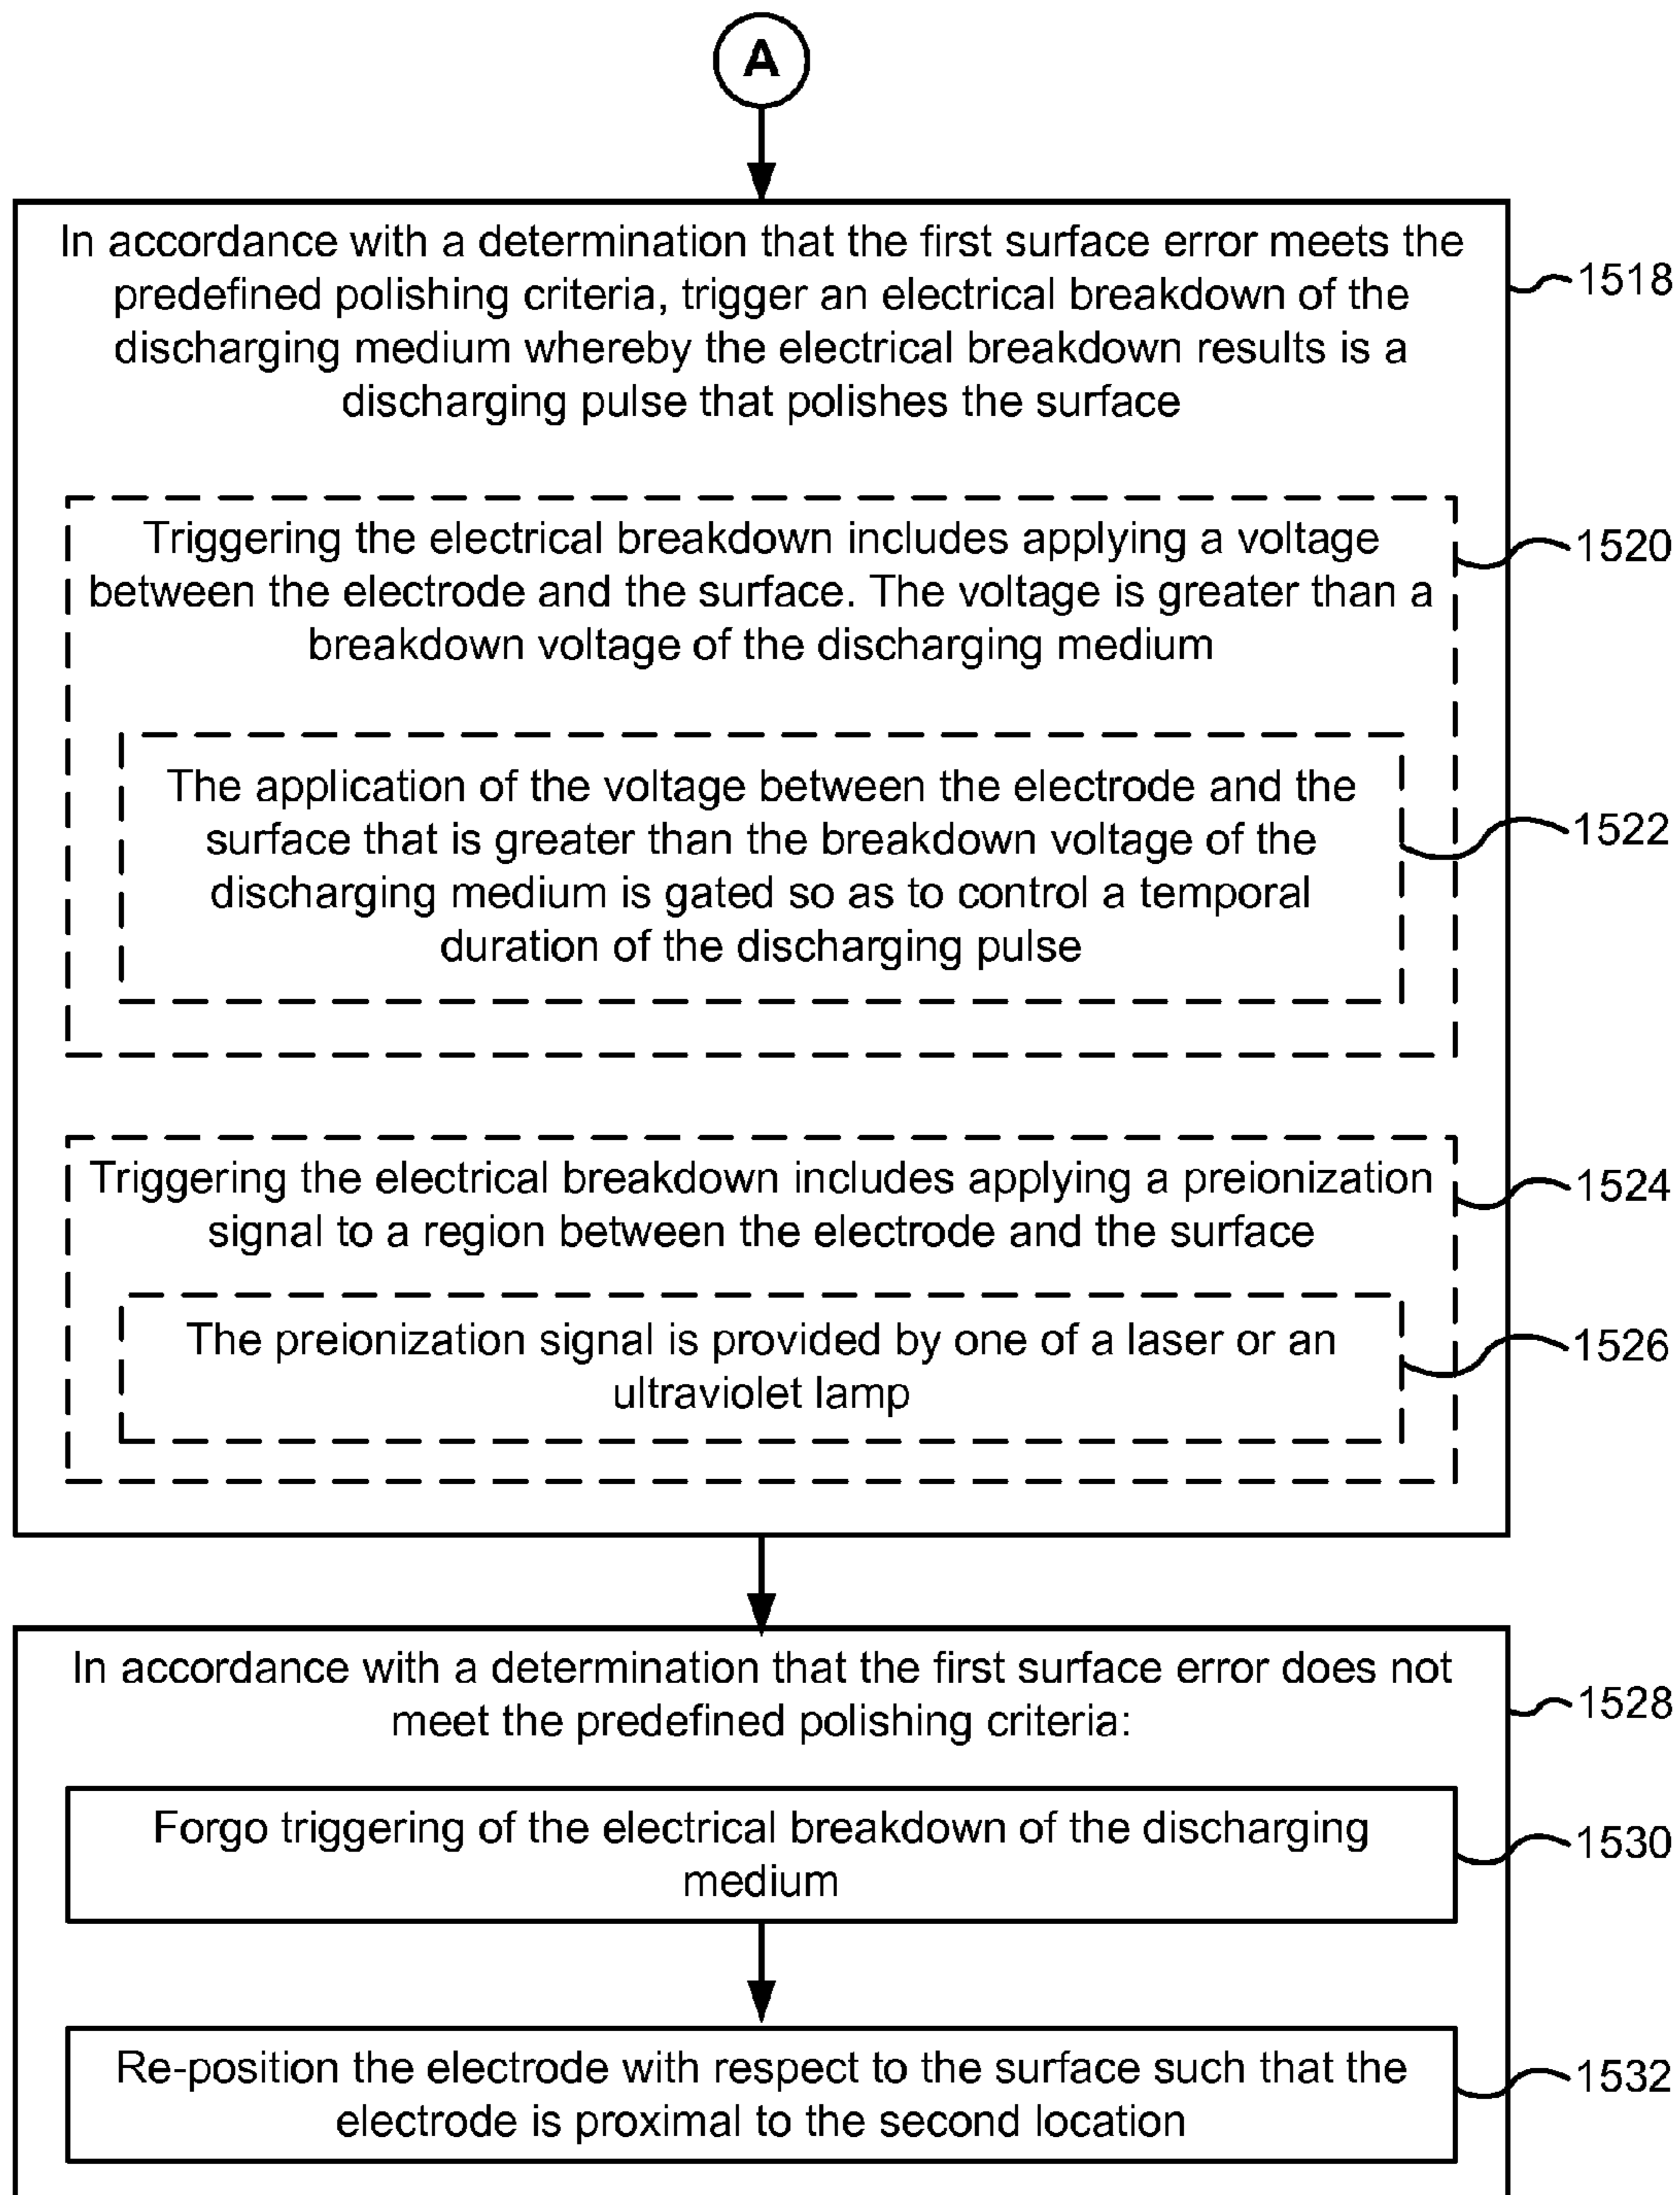 A
In accordance with a determination that the first surface error meets the
predefined polishing criteria, trigger an electrical breakdown of the
discharging medium whereby the electrical breakdown results is a
discharging pulse that polishes the surface
1518
Triggering the electrical breakdown includes applying a voltage
between the electrode and the surface. The voltage is greater than a
breakdown voltage of the discharging medium
1520
The application of the voltage between the electrode and the
surface that is greater than the breakdown voltage of the
discharging medium is gated so as to control a temporal
duration of the discharging pulse
1522
Triggering the electrical breakdown includes applying a preionization
signal to a region between the electrode and the surface
1524
The preionization signal is provided by one of a laser or an
ultraviolet lamp
1526
In accordance with a determination that the first surface error does not
meet the predefined polishing criteria:
1528
Forgo triggering of the electrical breakdown of the discharging
medium
1530
Re-position the electrode with respect to the surface such that the
electrode is proximal to the second location
1532